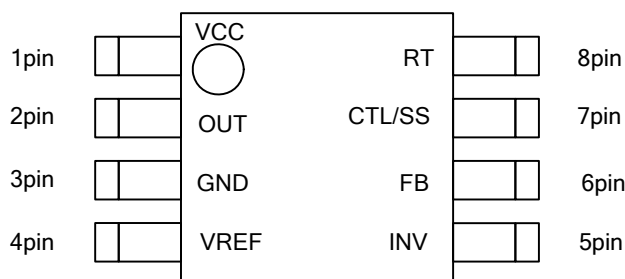 VCC
1pin RT 8pin
2pin OUT CTL/SS 7pin
3pin GND FB 6pin
4pin VREF INV 5pin